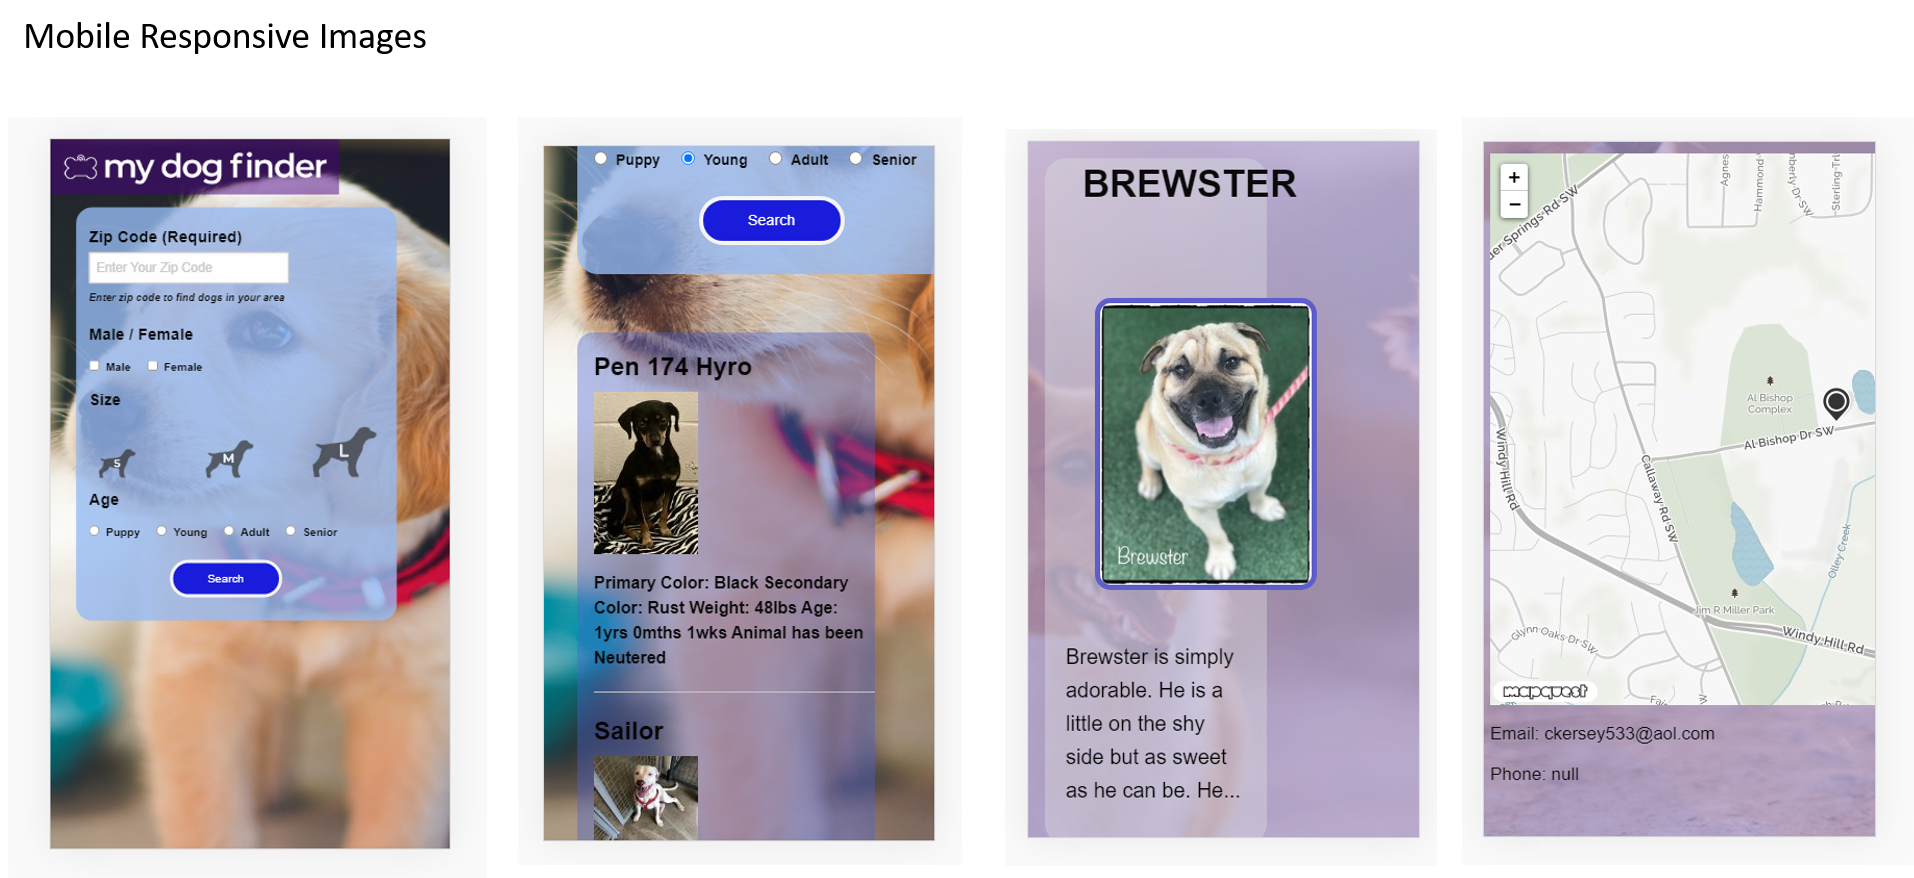 Mobile Responsive Images
my dog finder
Zip Code (Required)
Enter Your Zip Code
Enter zip code to find dogs in your area
Male / Female
Male Female
Size
S M L
Age
Puppy Young Adult Senior
Search
Puppy Young Adult Senior
Search
Pen 174 Hyro
Primary Color: Black Secondary
Color: Rust Weight: 48lbs Age:
1yrs 0mths 1wks Animal has been
Neutered
Sailor
BREWSTER
Brewster
Brewster is simply
adorable. He is a
little on the shy
side but as sweet
as he can be. He...
+
−
der Springs Rd SW
Agnes
Hammond
nberty Dr SW
Sterling Trl
Al Bishop
Complex
Al Bishop Dr SW
Windy Hill Rd
Callaway Rd SW
Olley Creek
Jim R Miller Park
Glynn Oaks Dr SW
Windy Hill Rd
mapquest
Email: ckersey533@aol.com
Phone: null